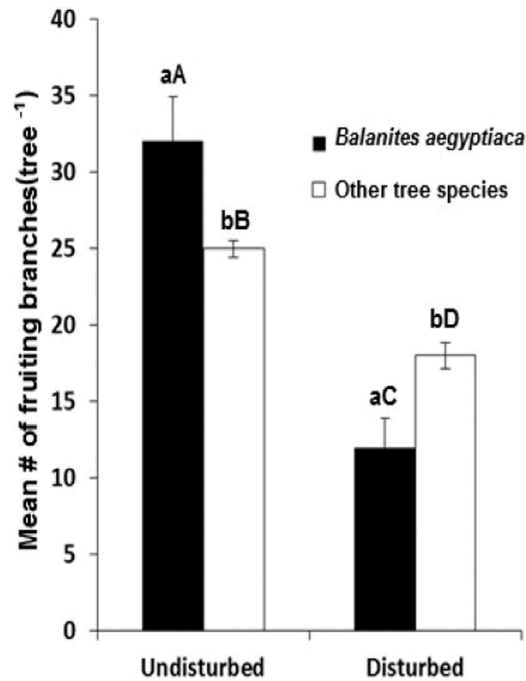 Mean # of fruiting branches(tree ⁻¹)
40
35
30
25
20
15
10
5
0
aA
bB
aC
bD
Balanites aegyptiaca
Other tree species
Undisturbed
Disturbed